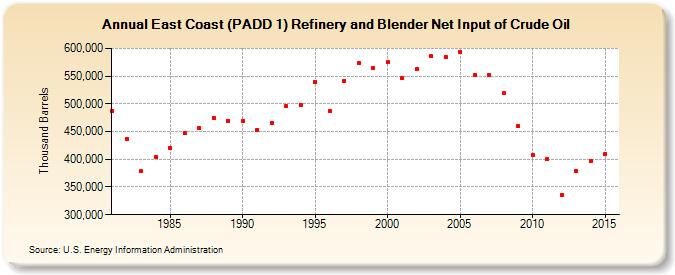 Annual East Coast (PADD 1) Refinery and Blender Net Input of Crude Oil
Thousand Barrels
600,000
550,000
500,000
450,000
400,000
350,000
300,000
1985 1990 1995 2000 2005 2010 2015
Source: U.S. Energy Information Administration